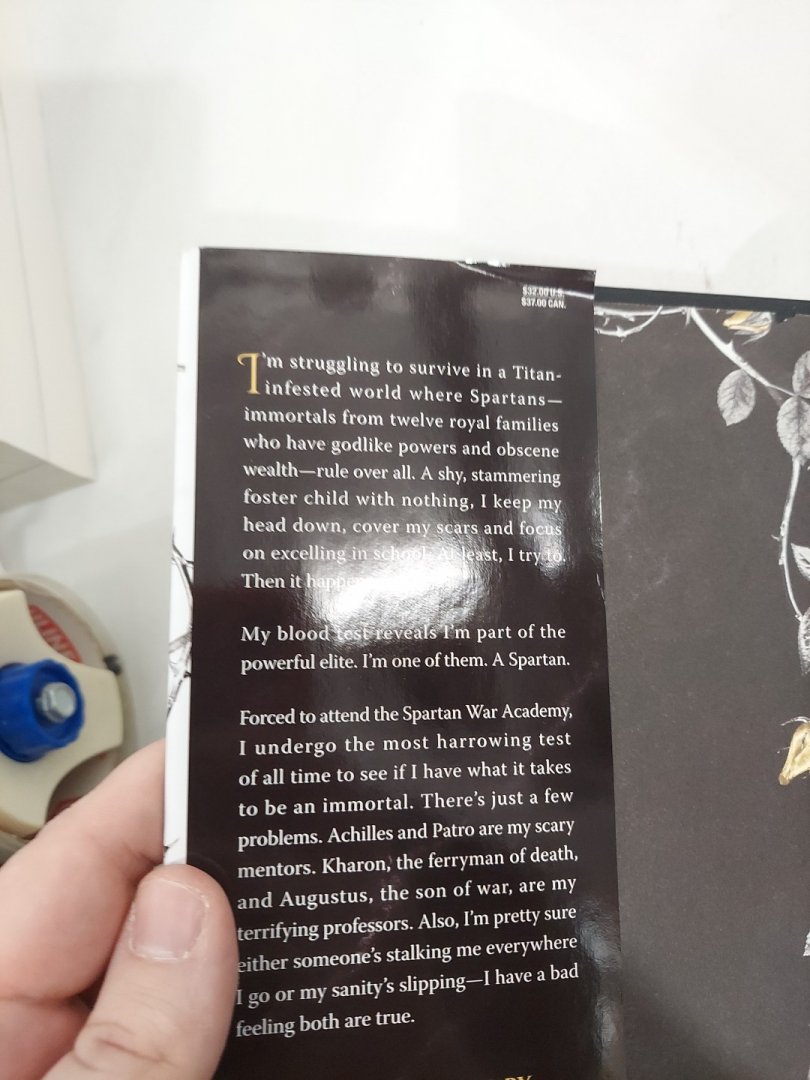 $32.00 U.S.
$37.00 CAN.
I'm struggling to survive in a Titan-
infested world where Spartans—
immortals from twelve royal families
who have godlike powers and obscene
wealth—rule over all. A shy, stammering
foster child with nothing, I keep my
head down, cover my scars and focus
on excelling in school. At least, I try to.
Then it happe
My blood test reveals I'm part of the
powerful elite. I'm one of them. A Spartan.
Forced to attend the Spartan War Academy,
I undergo the most harrowing test
of all time to see if I have what it takes
to be an immortal. There's just a few
problems. Achilles and Patro are my scary
mentors. Kharon, the ferryman of death,
and Augustus, the son of war, are my
terrifying professors. Also, I'm pretty sure
either someone's stalking me everywhere
I go or my sanity's slipping—I have a bad
feeling both are true.